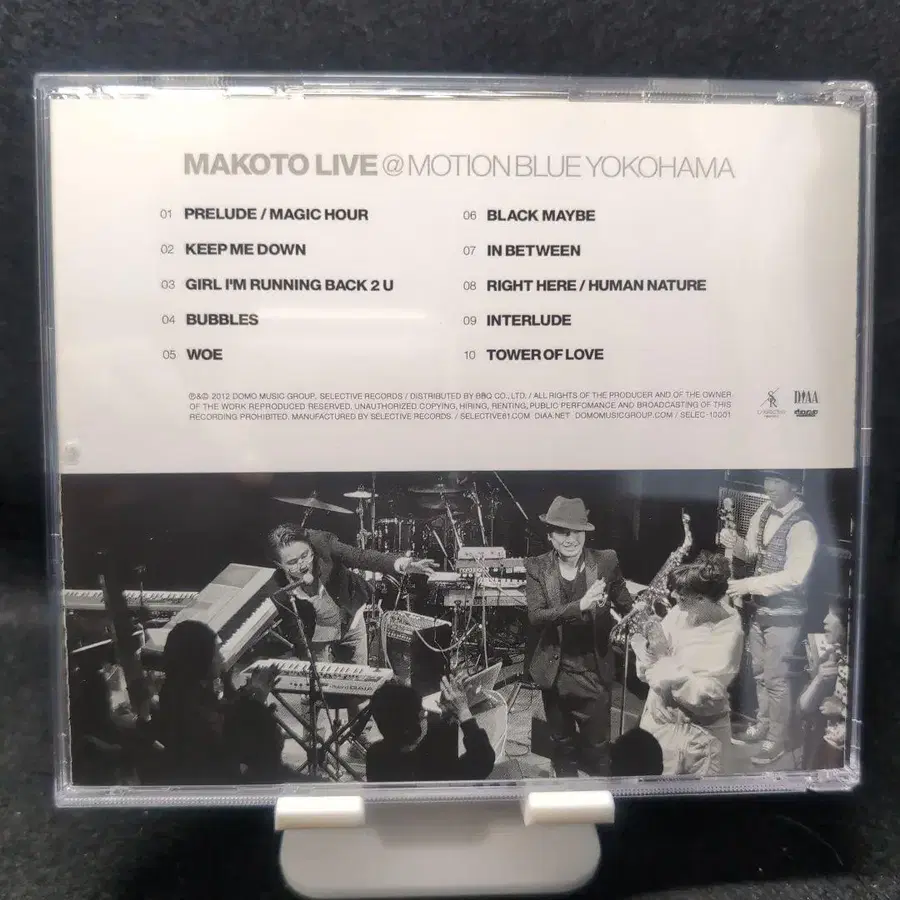 MAKOTO LIVE @ MOTION BLUE YOKOHAMA
01 PRELUDE / MAGIC HOUR
02 KEEP ME DOWN
03 GIRL I'M RUNNING BACK 2 U
04 BUBBLES
05 WOE
06 BLACK MAYBE
07 IN BETWEEN
08 RIGHT HERE / HUMAN NATURE
09 INTERLUDE
10 TOWER OF LOVE
℗&© 2012 DOMO MUSIC GROUP. SELECTIVE RECORDS / DISTRIBUTED BY BBQ CO., LTD. / ALL RIGHTS OF THE PRODUCER AND OF THE OWNER
OF THE WORK REPRODUCED RESERVED. UNAUTHORIZED COPYING, HIRING, RENTING, PUBLIC PERFOMANCE AND BROADCASTING OF THIS
RECORDING PROHIBITED. MANUFACTURED BY SELECTIVE RECORDS. / SELECTIVE81.COM DIAA.NET DOMOMUSICGROUP.COM / SELEC-10001
DIAA